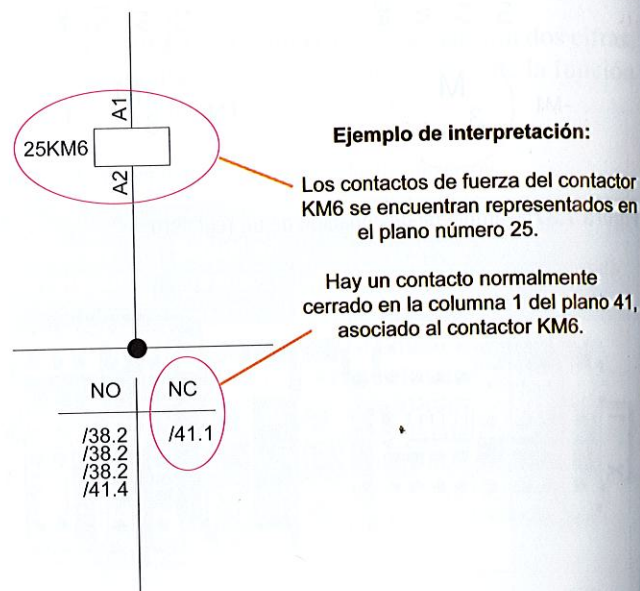 A1
25KM6
A2
Ejemplo de interpretación:
Los contactos de fuerza del contactor
KM6 se encuentran representados en
el plano número 25.
Hay un contacto normalmente
cerrado en la columna 1 del plano 41,
asociado al contactor KM6.
NO NC
/38.2 /41.1
/38.2
/38.2
/41.4